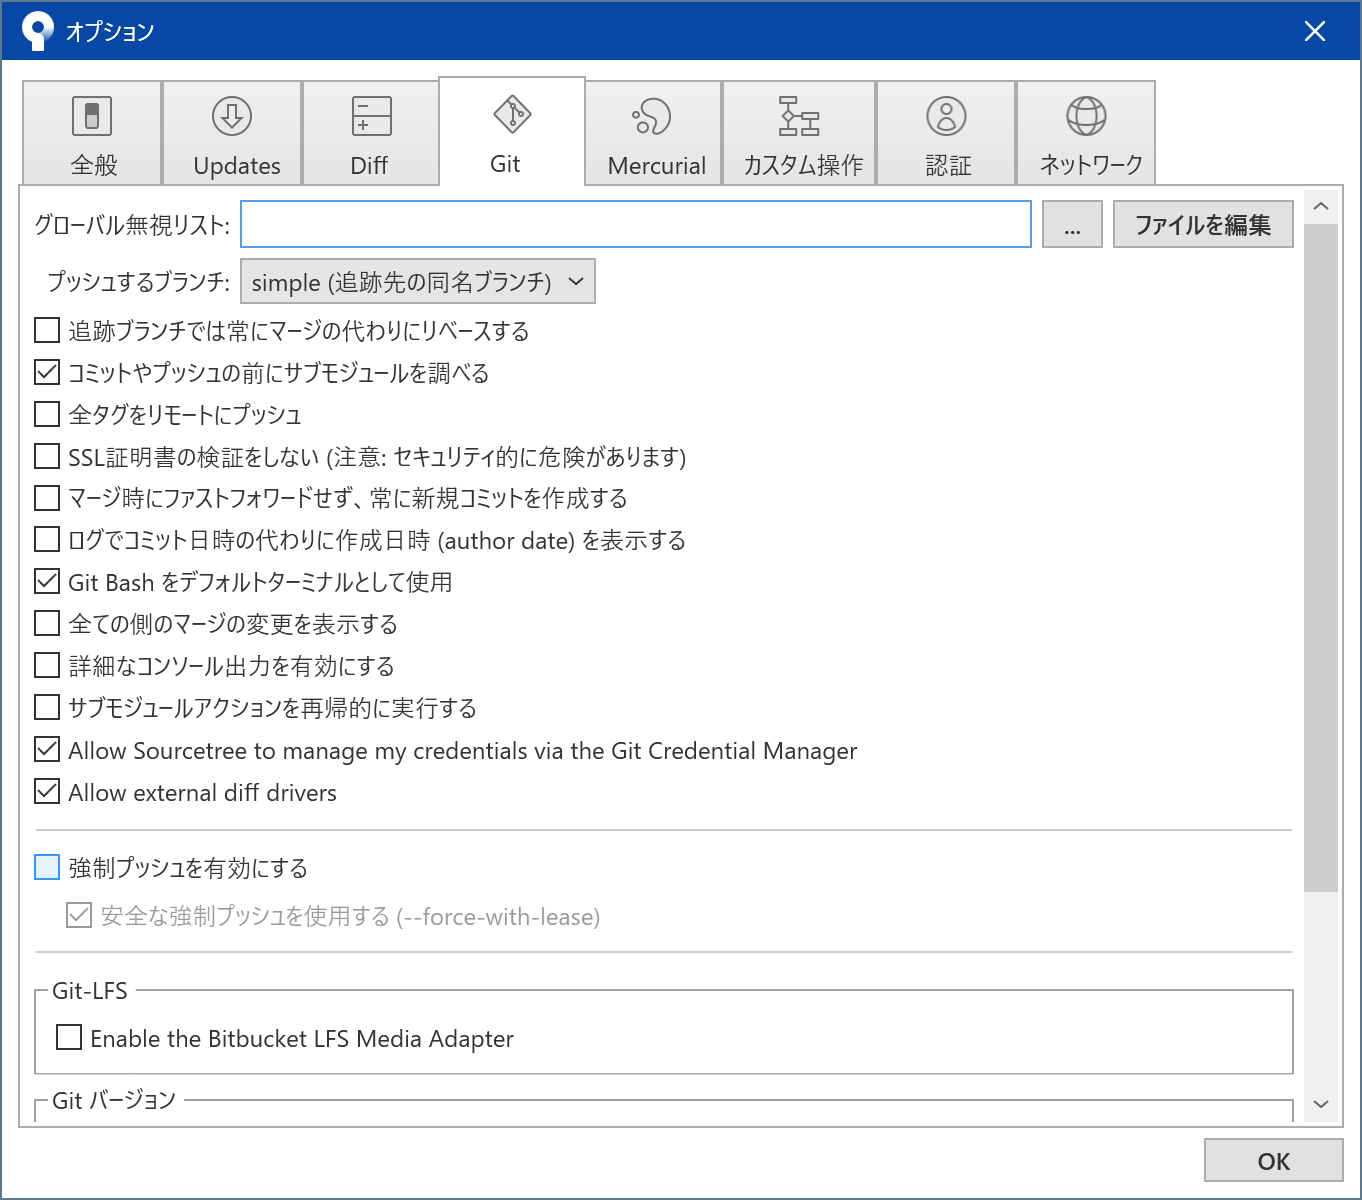 オプション
全般 Updates Diff Git Mercurial カスタム操作 認証 ネットワーク
グローバル無視リスト: ... ファイルを編集
プッシュするブランチ: simple (追跡先の同名ブランチ)
追跡ブランチでは常にマージの代わりにリベースする
コミットやプッシュの前にサブモジュールを調べる
全タグをリモートにプッシュ
SSL証明書の検証をしない (注意: セキュリティ的に危険があります)
マージ時にファストフォワードせず、常に新規コミットを作成する
ログでコミット日時の代わりに作成日時 (author date) を表示する
Git Bash をデフォルトターミナルとして使用
全ての側のマージの変更を表示する
詳細なコンソール出力を有効にする
サブモジュールアクションを再帰的に実行する
Allow Sourcetree to manage my credentials via the Git Credential Manager
Allow external diff drivers
強制プッシュを有効にする
安全な強制プッシュを使用する (--force-with-lease)
Git-LFS
Enable the Bitbucket LFS Media Adapter
Git バージョン
OK